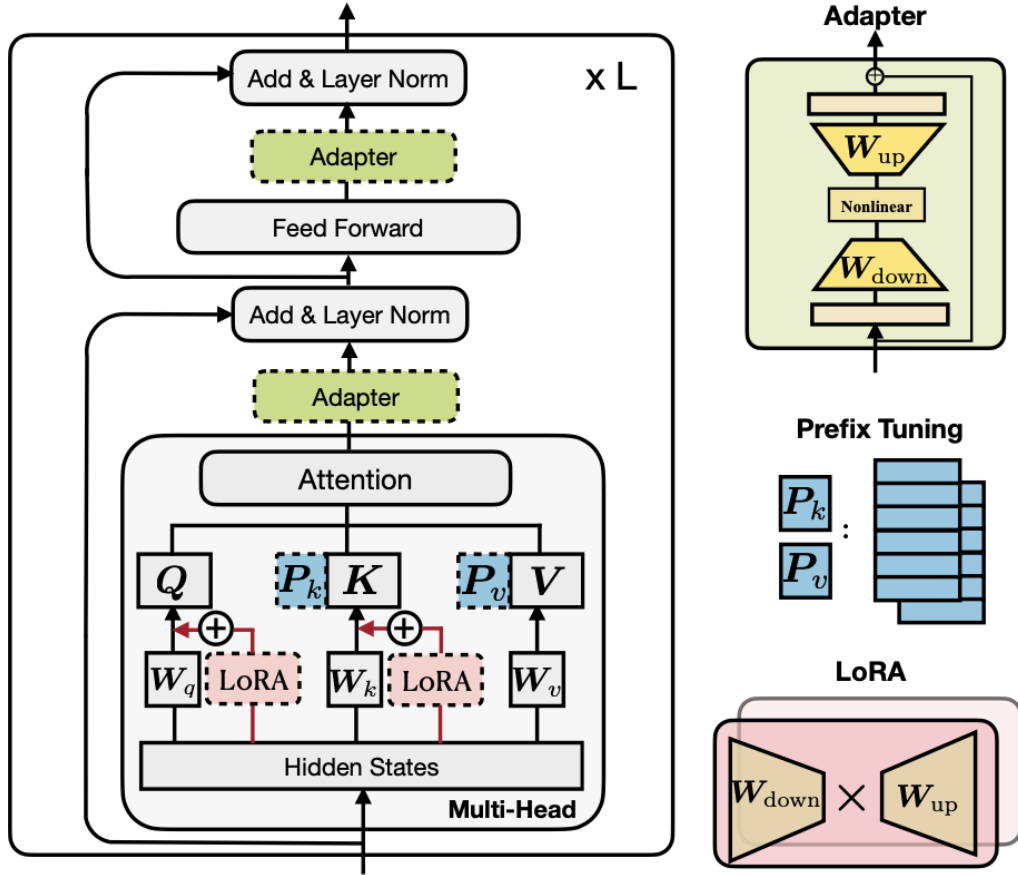 Add & Layer Norm
x L
Adapter
Feed Forward
Add & Layer Norm
Adapter
Attention
Q
P_k
K
P_v
V
+
+
W_q
LoRA
W_k
LoRA
W_v
Hidden States
Multi-Head
Adapter
+
W_up
Nonlinear
W_down
Prefix Tuning
P_k
:
P_v
LoRA
W_down × W_up